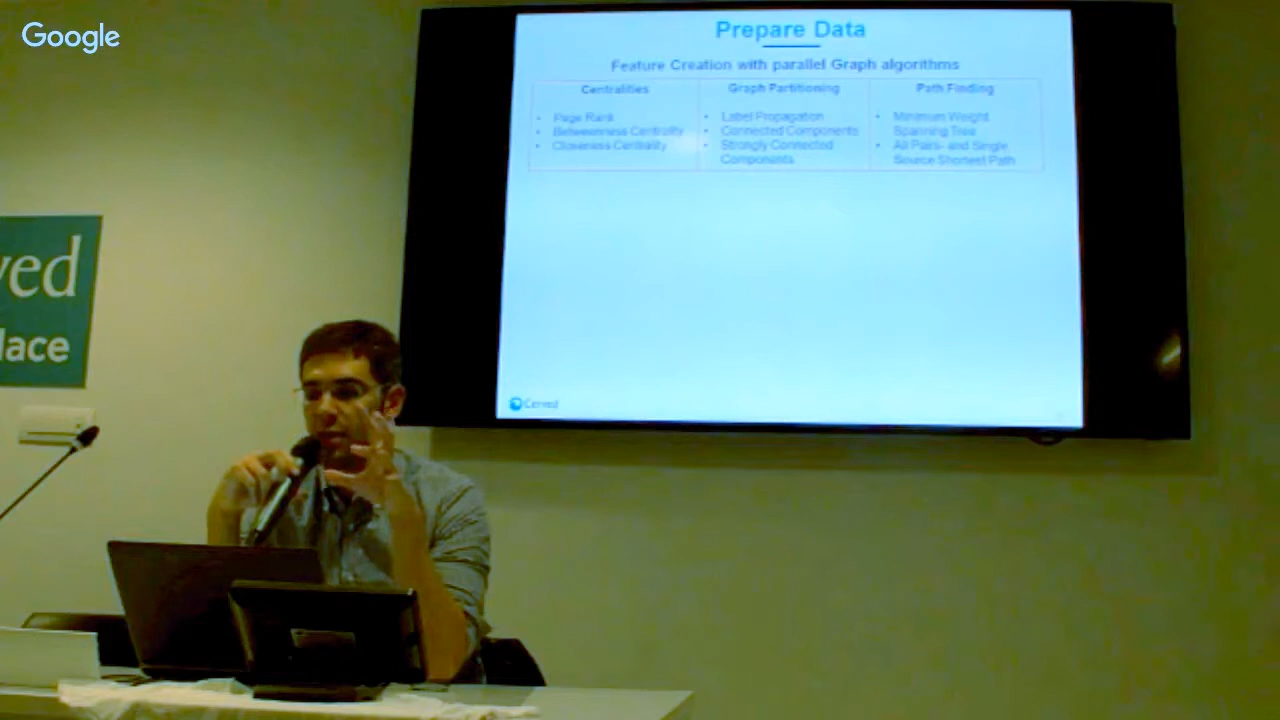 Google
Prepare Data
Feature Creation with parallel Graph algorithms
Centralities
• Page Rank
• Betweenness Centrality
• Closeness Centrality
Graph Partitioning
• Label Propagation
• Connected Components
• Strongly Connected
Components
Path Finding
• Minimum Weight
Spanning Tree
• All Pairs- and Single
Source Shortest Path
Cerved
ved
lace